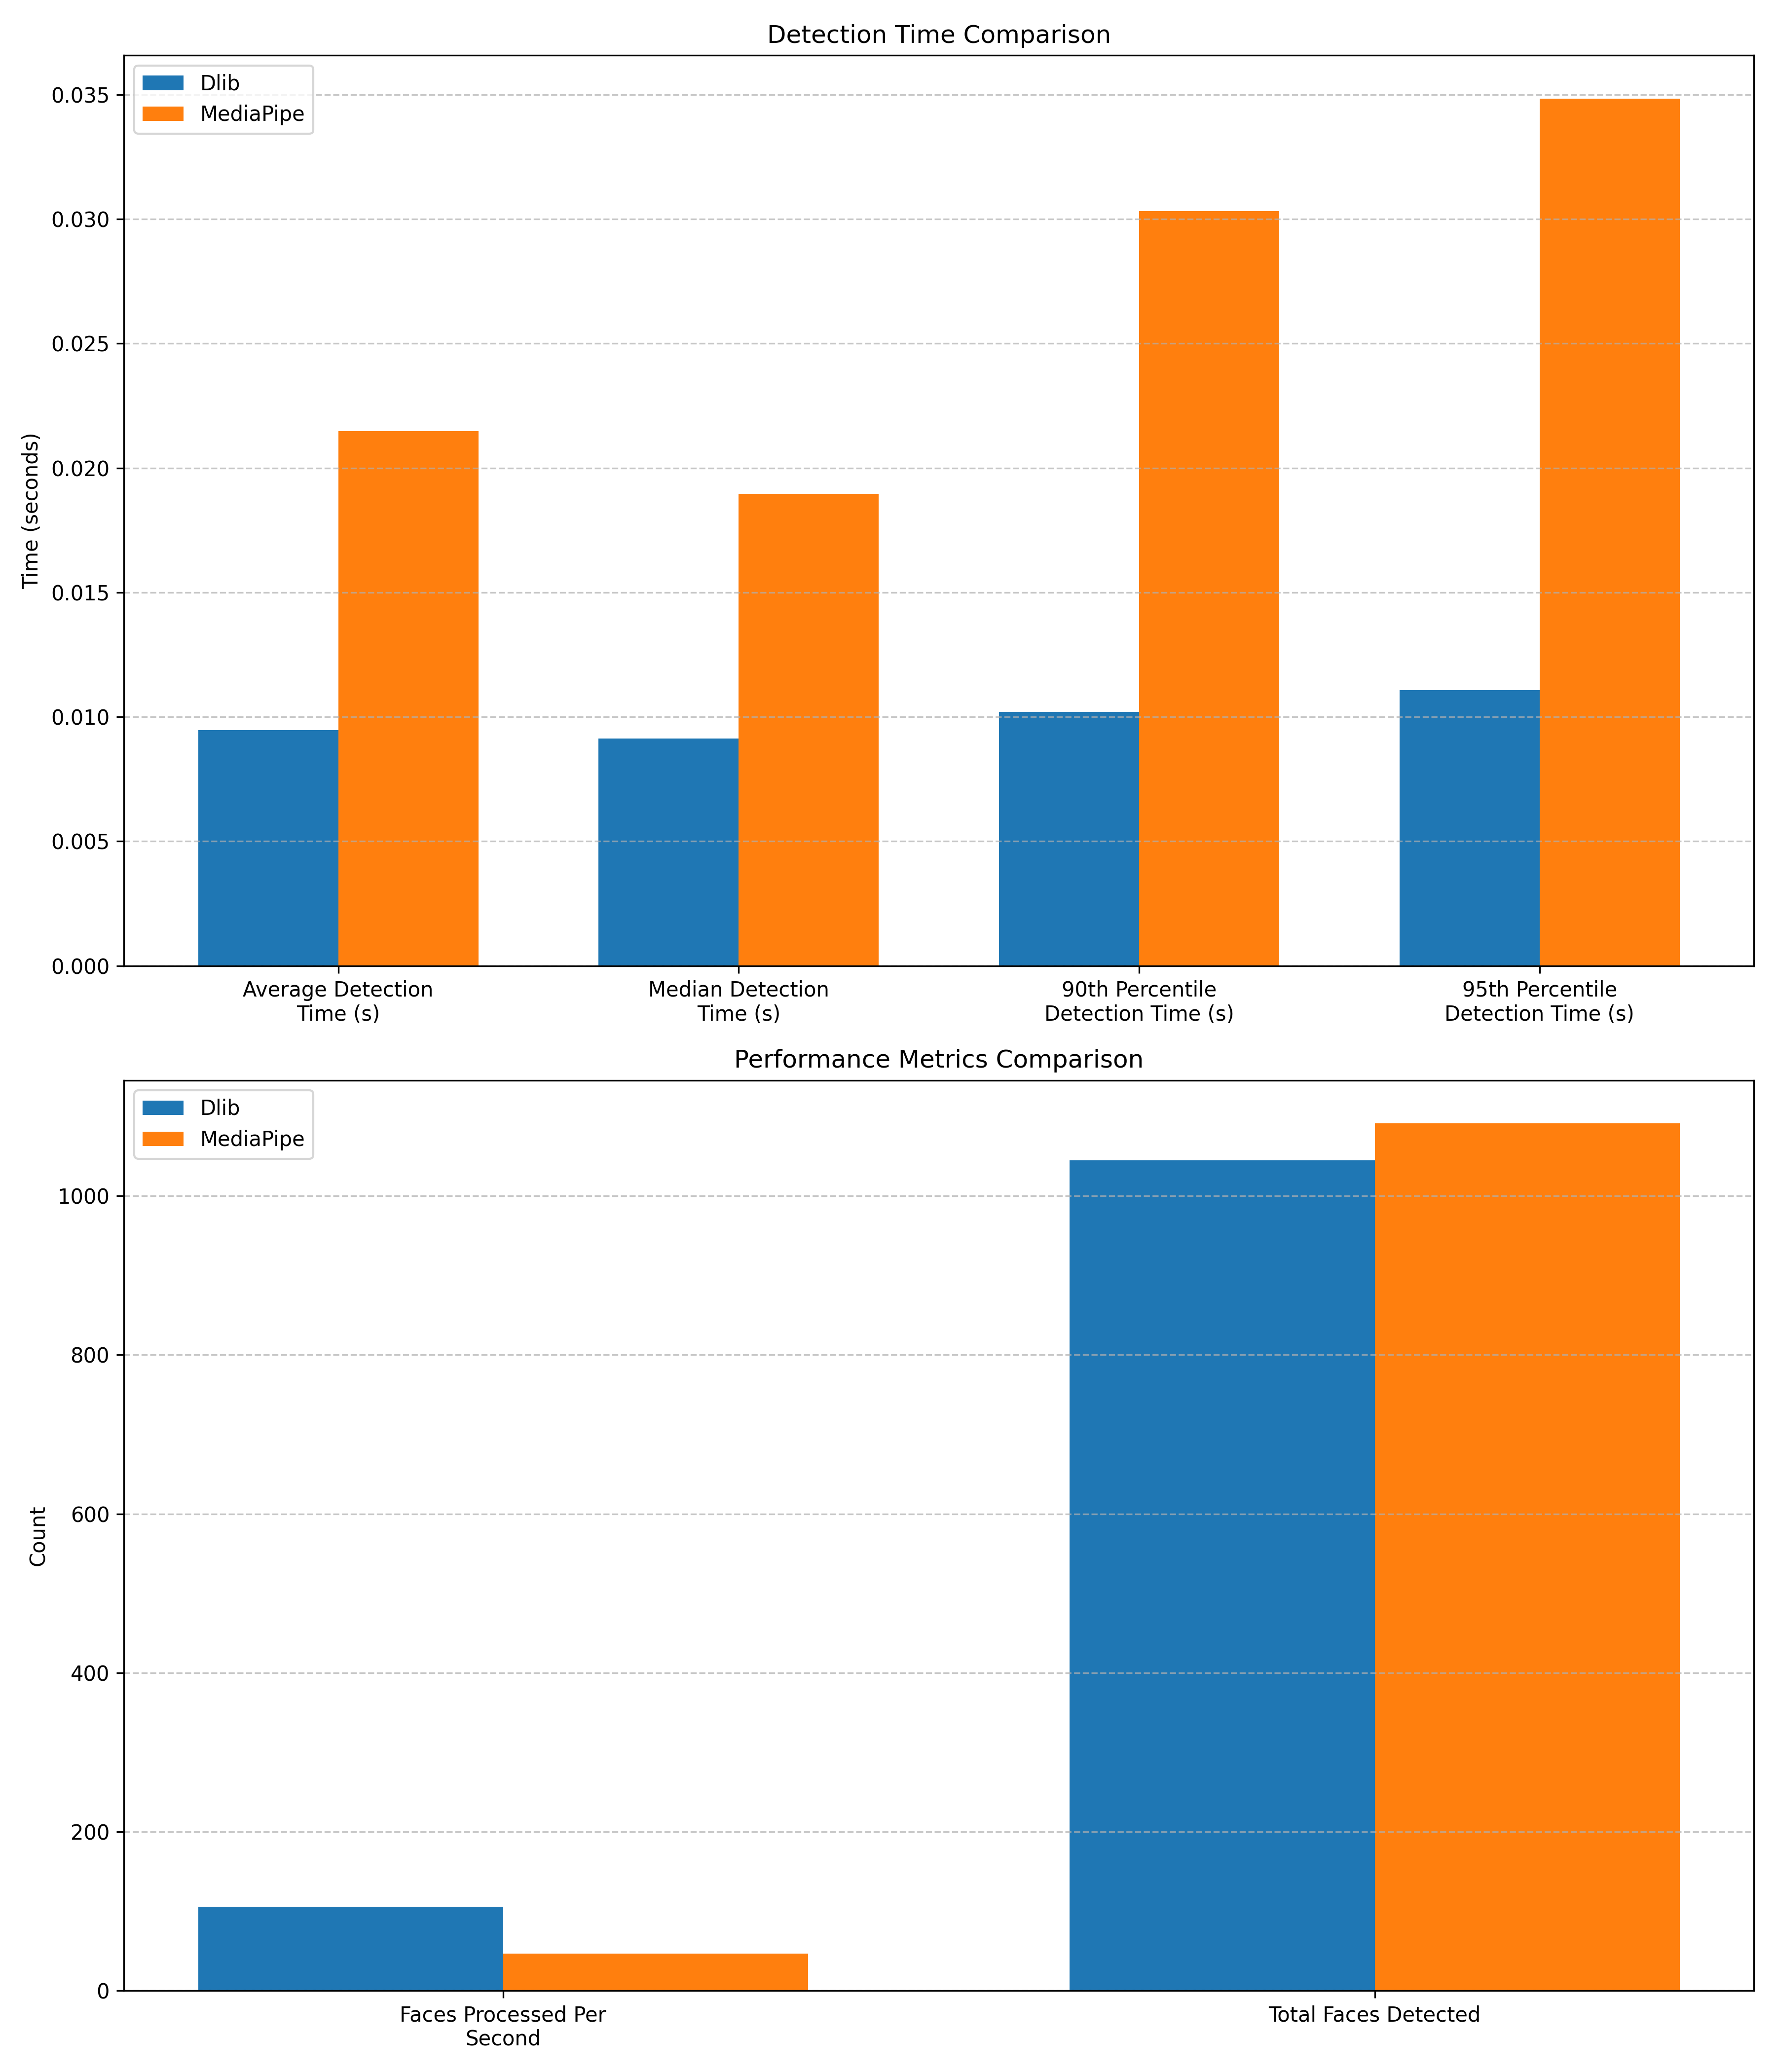 Detection Time Comparison
Dlib
MediaPipe
0.035
0.030
0.025
0.020
0.015
0.010
0.005
0.000
Time (seconds)
Average Detection
Time (s)
Median Detection
Time (s)
90th Percentile
Detection Time (s)
95th Percentile
Detection Time (s)
Performance Metrics Comparison
Dlib
MediaPipe
1000
800
600
400
200
0
Count
Faces Processed Per
Second
Total Faces Detected